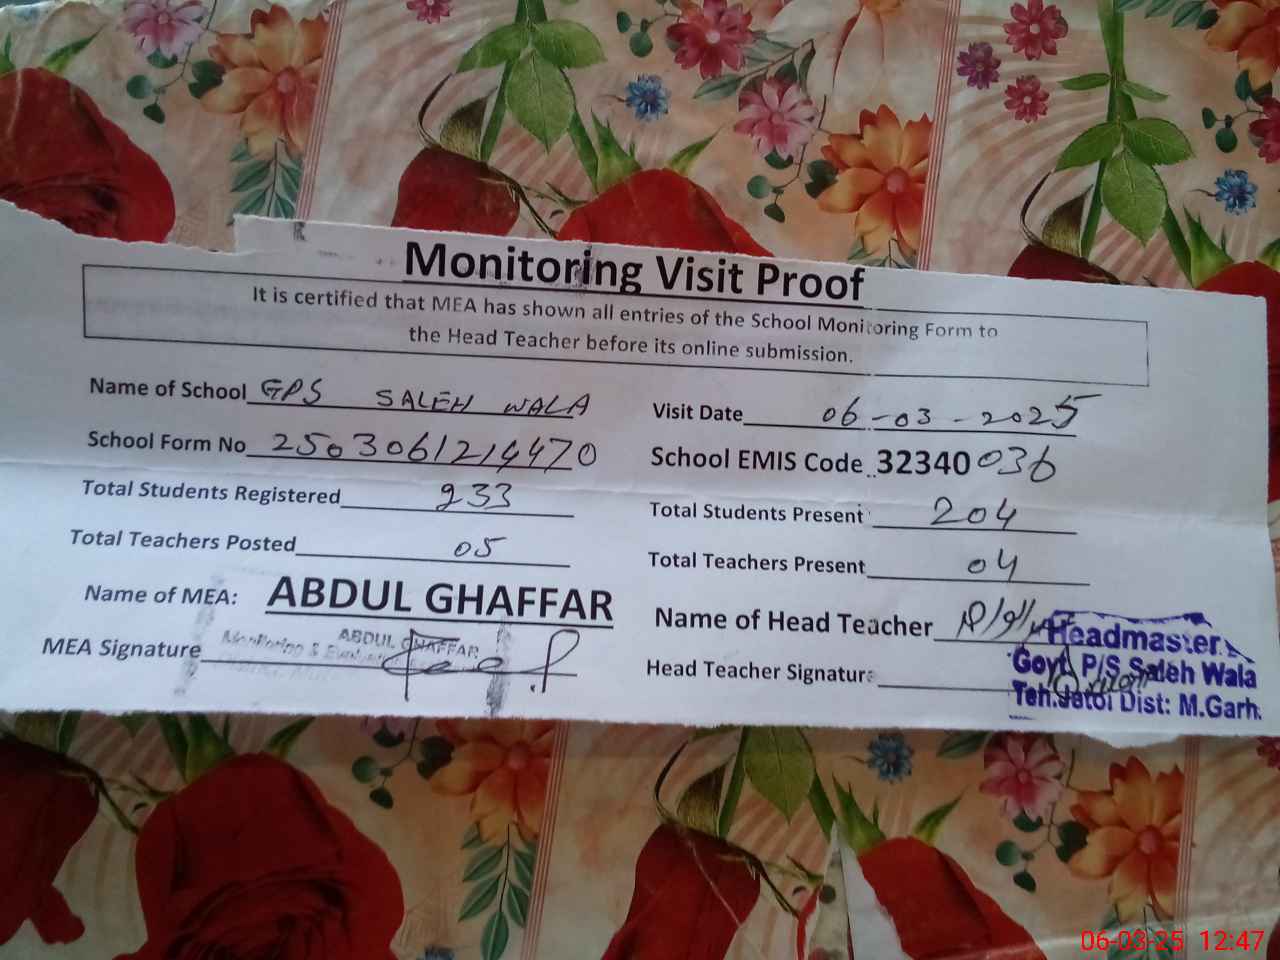 Monitoring Visit Proof
It is certified that MEA has shown all entries of the School Monitoring Form to
the Head Teacher before its online submission.
Name of School GPS SALEH WALA
Visit Date 06-03-2025
School Form No 2503061214470
School EMIS Code 32340036
Total Students Registered 233
Total Students Present 204
Total Teachers Posted 05
Total Teachers Present 04
Name of MEA: ABDUL GHAFFAR
Name of Head Teacher
MEA Signature
ABDUL GHAFFAR
Monitoring & Evaluation
Head Teacher Signature
Headmaster
Govt. P/S Saleh Wala
Teh. Jatoi Dist: M.Garh.
06-03-25 12:47